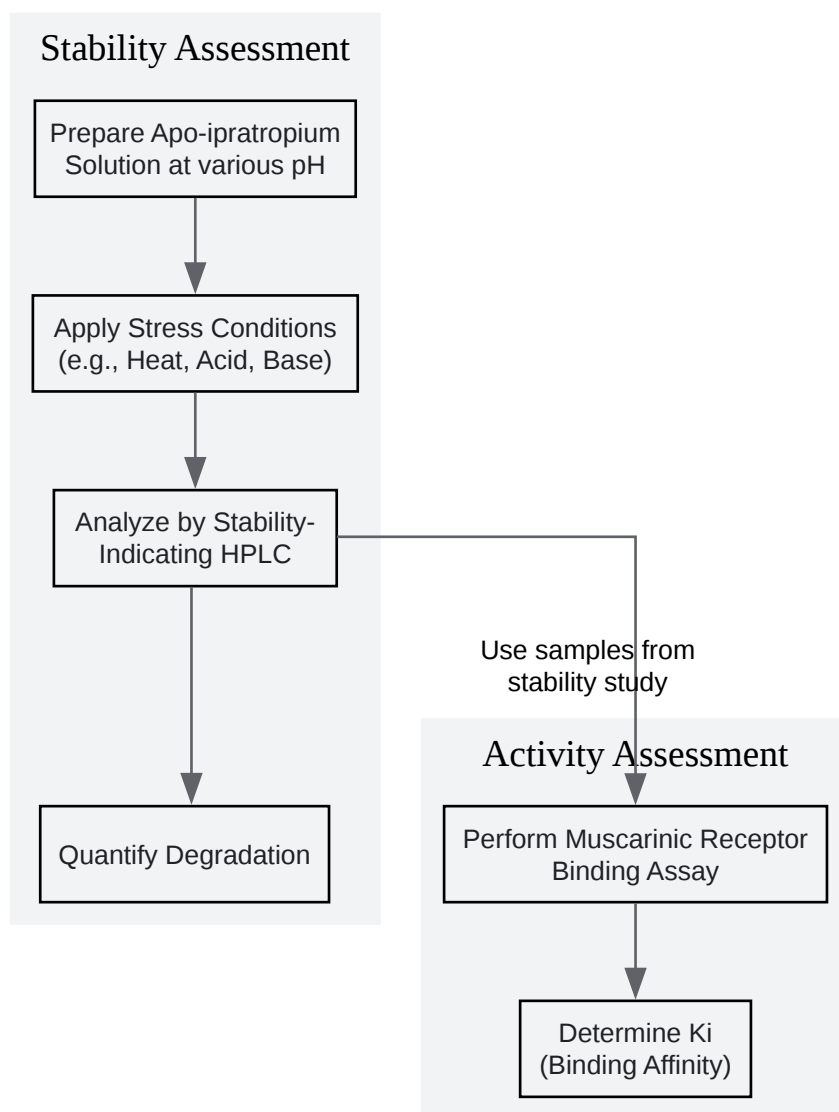 Stability Assessment
Prepare Apo-ipratropium
Solution at various pH
Apply Stress Conditions
(e.g., Heat, Acid, Base)
Analyze by Stability-
Indicating HPLC
Quantify Degradation
Use samples from
stability study
Activity Assessment
Perform Muscarinic Receptor
Binding Assay
Determine Ki
(Binding Affinity)